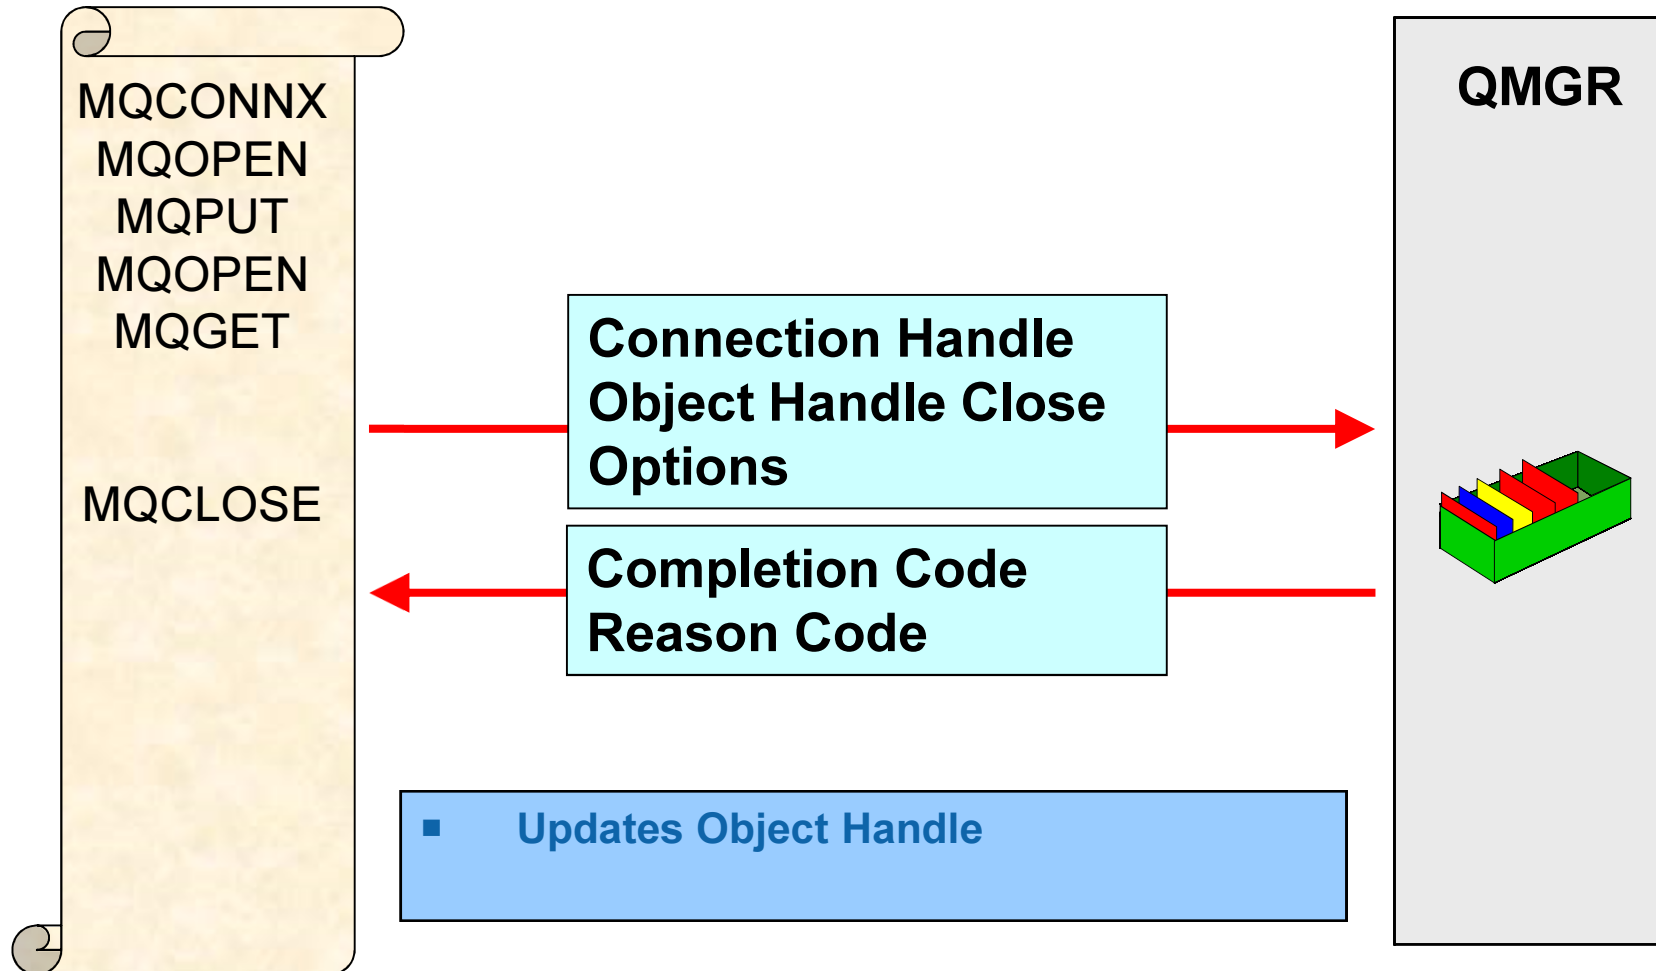 MQCONNX
MQOPEN
MQPUT
MQOPEN
MQGET
MQCLOSE
Connection Handle
Object Handle Close
Options
Completion Code
Reason Code
▪ Updates Object Handle
QMGR